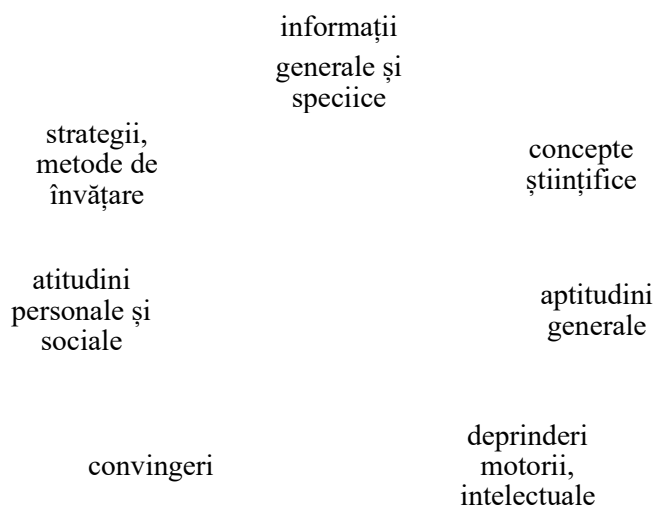 informații
generale și
speciice
strategii,
metode de
învățare
concepte
științifice
atitudini
personale și
sociale
aptitudini
generale
convingeri
deprinderi
motorii,
intelectuale